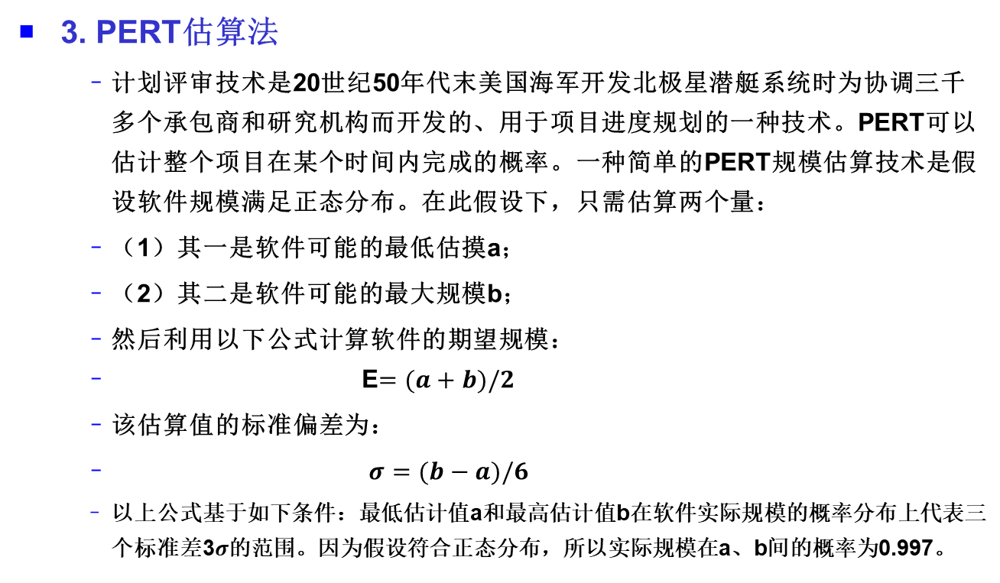 ■ 3. PERT估算法
– 计划评审技术是20世纪50年代末美国海军开发北极星潜艇系统时为协调三千
多个承包商和研究机构而开发的、用于项目进度规划的一种技术。PERT可以
估计整个项目在某个时间内完成的概率。一种简单的PERT规模估算技术是假
设软件规模满足正态分布。在此假设下，只需估算两个量：
– （1）其一是软件可能的最低估摸a；
– （2）其二是软件可能的最大规模b；
– 然后利用以下公式计算软件的期望规模：
– E= (a + b)/2
– 该估算值的标准偏差为：
– σ = (b − a)/6
– 以上公式基于如下条件：最低估计值a和最高估计值b在软件实际规模的概率分布上代表三
个标准差3σ的范围。因为假设符合正态分布，所以实际规模在a、b间的概率为0.997。